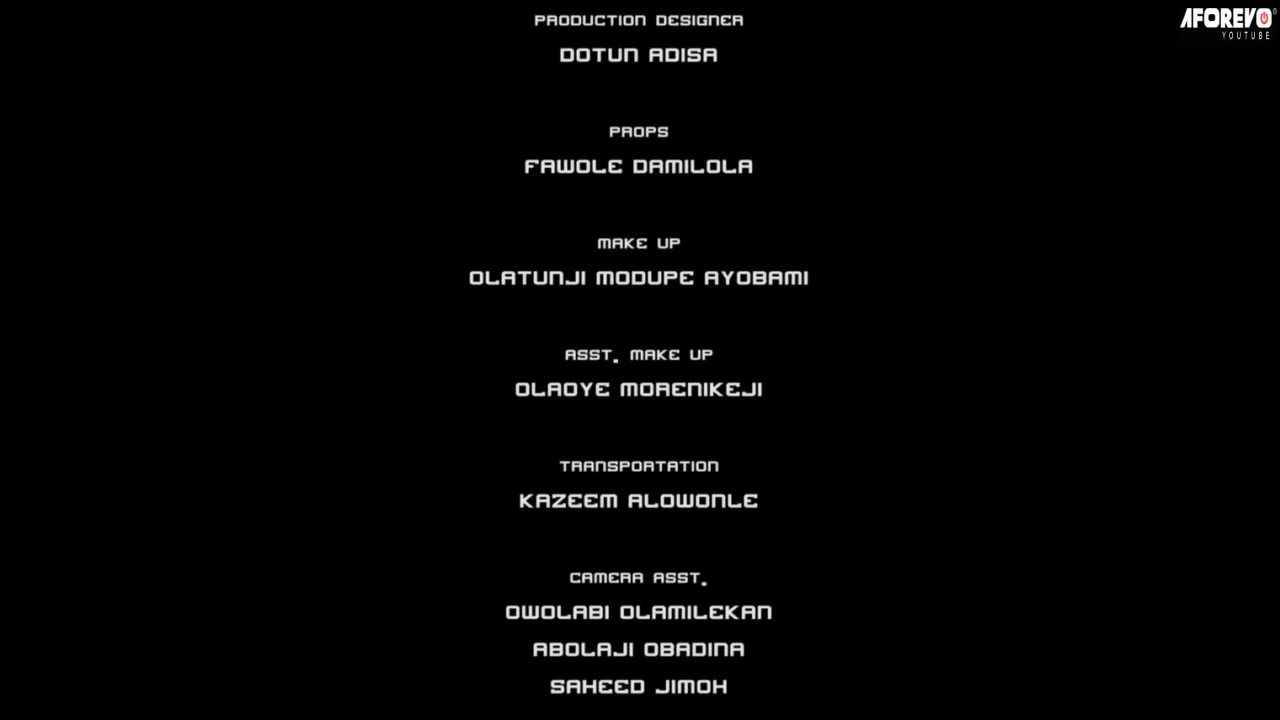 PRODUCTION DESIGNER
DOTUN ADISA
PROPS
FAWOLE DAMILOLA
MAKE UP
OLATUNJI MODUPE AYOBAMI
ASST. MAKE UP
OLAOYE MORENIKEJI
TRANSPORTATION
KAZEEM ALOWONLE
CAMERA ASST.
OWOLABI OLAMILEKAN
ABOLAJI OBADINA
SAHEED JIMOH
AFOREVO
YOUTUBE